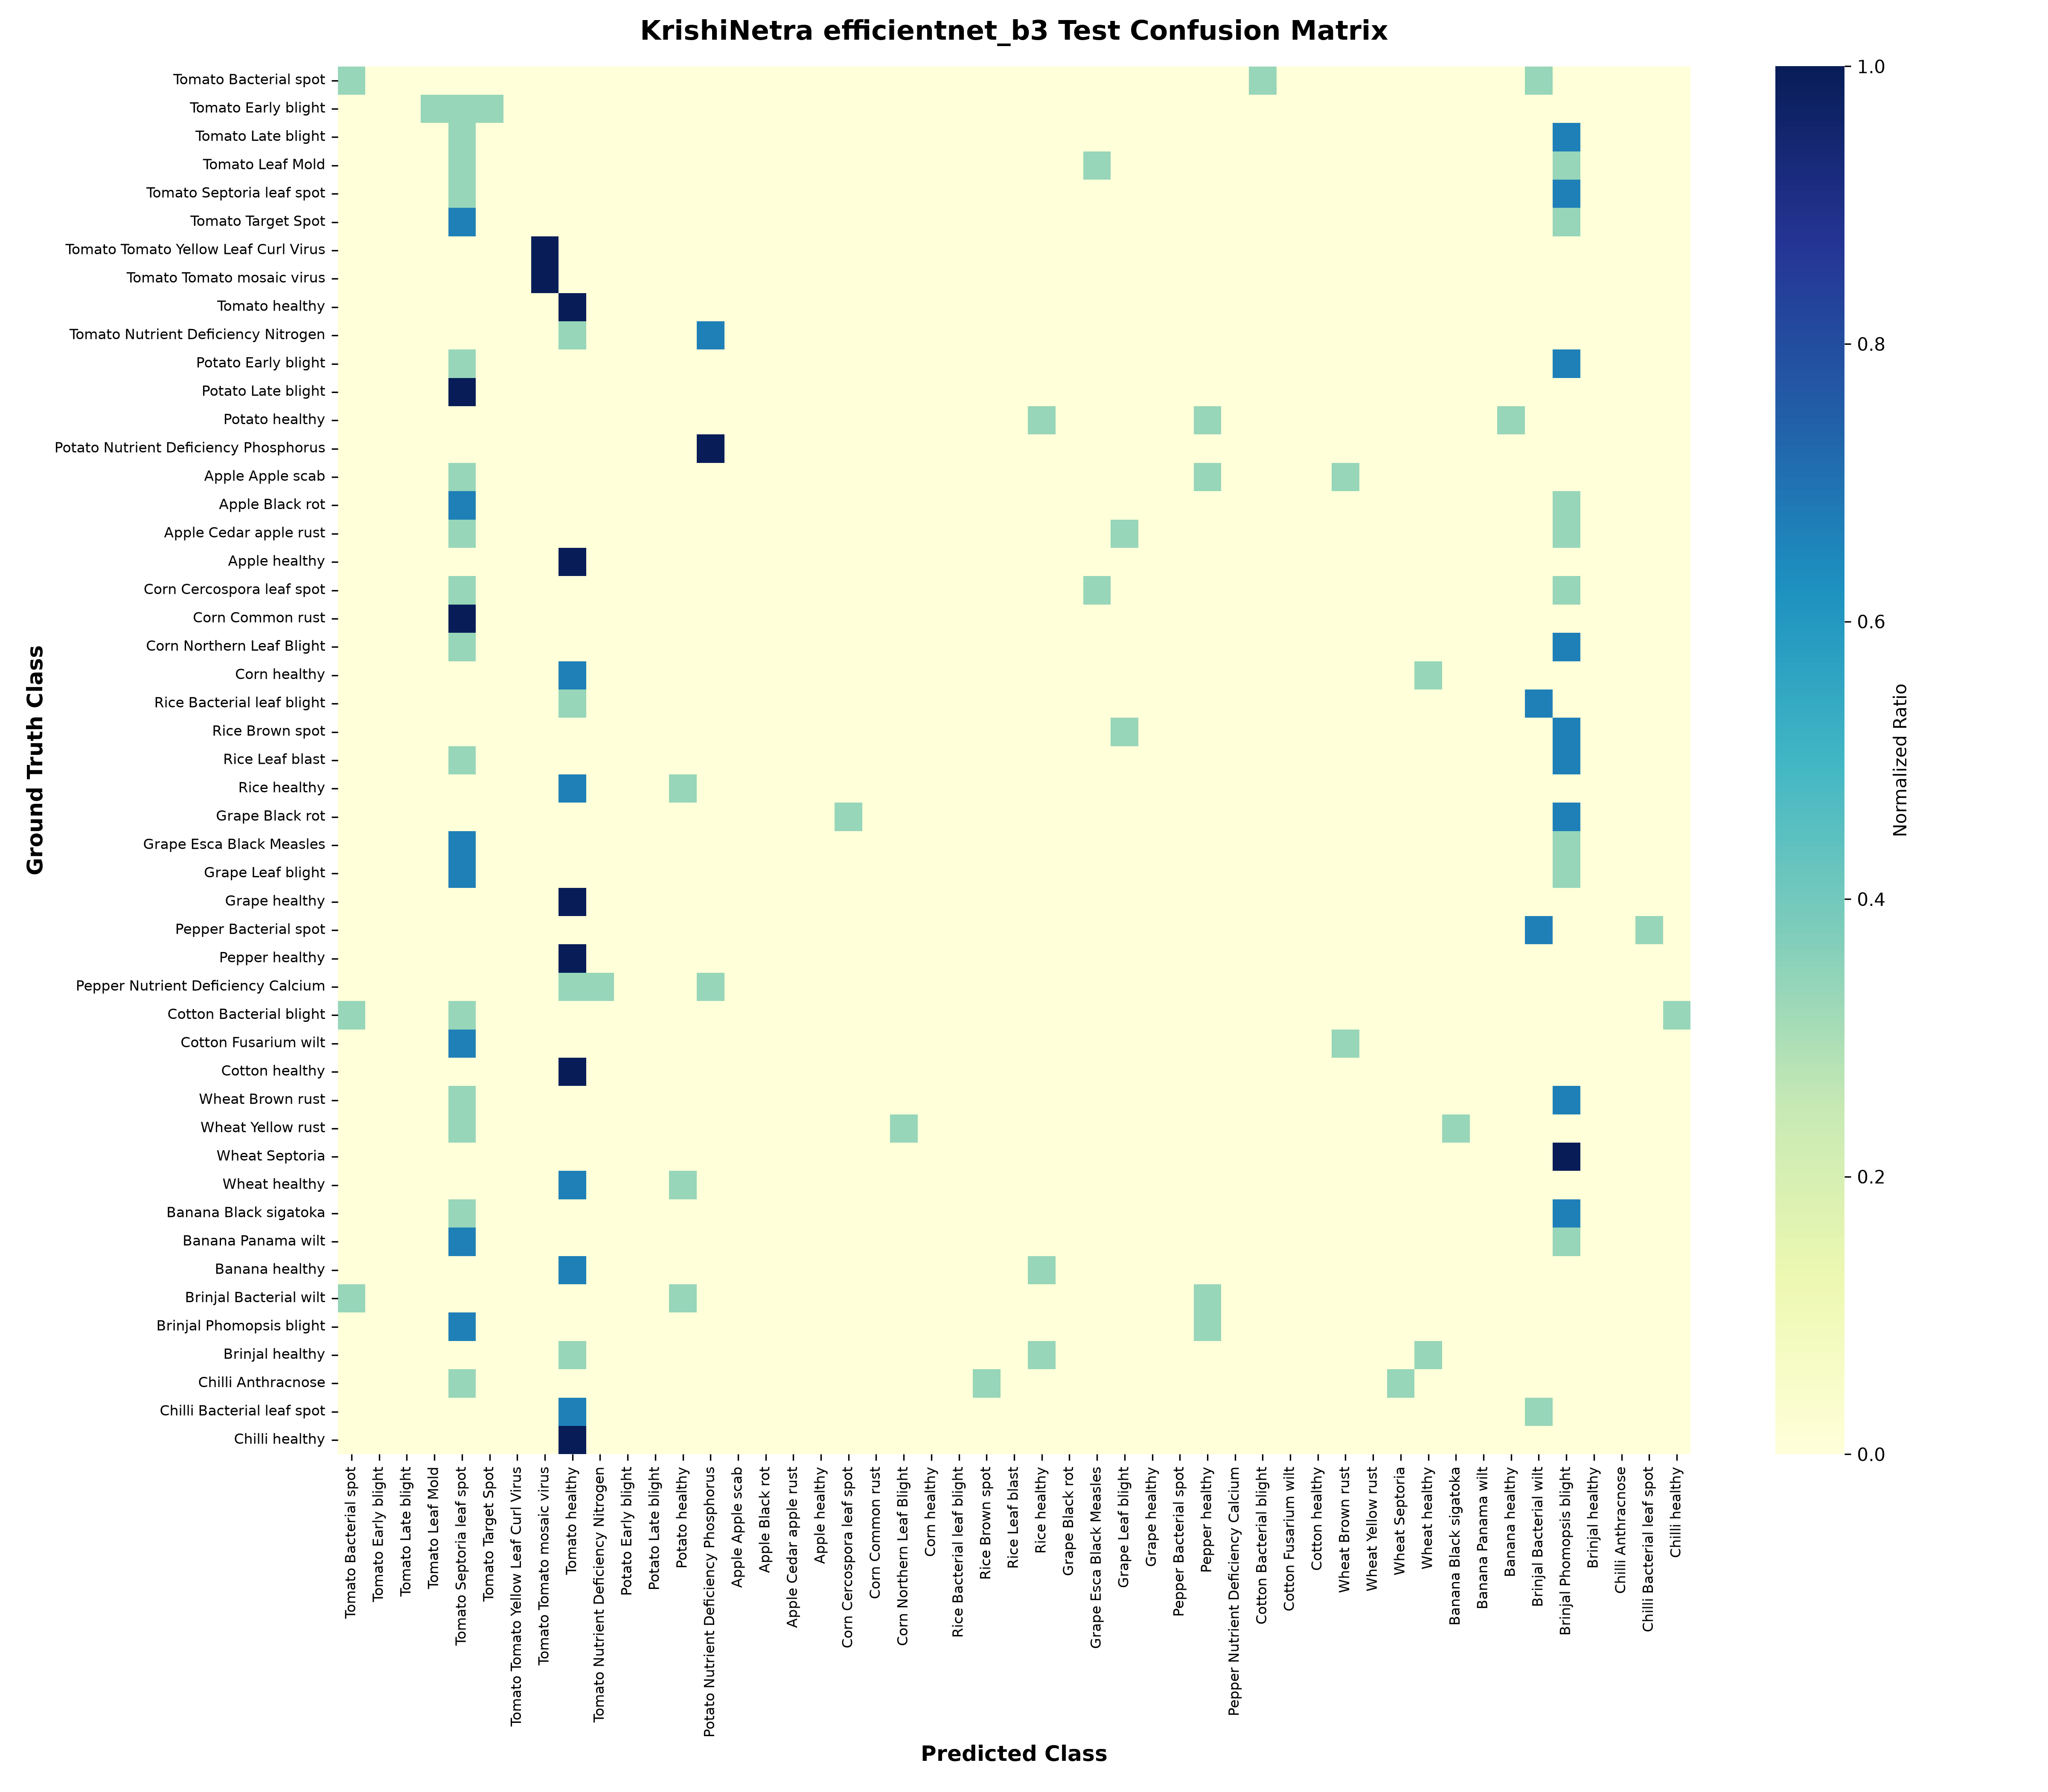 KrishiNetra efficientnet_b3 Test Confusion Matrix
Ground Truth Class
Tomato Bacterial spot
Tomato Early blight
Tomato Late blight
Tomato Leaf Mold
Tomato Septoria leaf spot
Tomato Target Spot
Tomato Tomato Yellow Leaf Curl Virus
Tomato Tomato mosaic virus
Tomato healthy
Tomato Nutrient Deficiency Nitrogen
Potato Early blight
Potato Late blight
Potato healthy
Potato Nutrient Deficiency Phosphorus
Apple Apple scab
Apple Black rot
Apple Cedar apple rust
Apple healthy
Corn Cercospora leaf spot
Corn Common rust
Corn Northern Leaf Blight
Corn healthy
Rice Bacterial leaf blight
Rice Brown spot
Rice Leaf blast
Rice healthy
Grape Black rot
Grape Esca Black Measles
Grape Leaf blight
Grape healthy
Pepper Bacterial spot
Pepper healthy
Pepper Nutrient Deficiency Calcium
Cotton Bacterial blight
Cotton Fusarium wilt
Cotton healthy
Wheat Brown rust
Wheat Yellow rust
Wheat Septoria
Wheat healthy
Banana Black sigatoka
Banana Panama wilt
Banana healthy
Brinjal Bacterial wilt
Brinjal Phomopsis blight
Brinjal healthy
Chilli Anthracnose
Chilli Bacterial leaf spot
Chilli healthy
Tomato Bacterial spot
Tomato Early blight
Tomato Late blight
Tomato Leaf Mold
Tomato Septoria leaf spot
Tomato Target Spot
Tomato Tomato Yellow Leaf Curl Virus
Tomato Tomato mosaic virus
Tomato healthy
Tomato Nutrient Deficiency Nitrogen
Potato Early blight
Potato Late blight
Potato healthy
Potato Nutrient Deficiency Phosphorus
Apple Apple scab
Apple Black rot
Apple Cedar apple rust
Apple healthy
Corn Cercospora leaf spot
Corn Common rust
Corn Northern Leaf Blight
Corn healthy
Rice Bacterial leaf blight
Rice Brown spot
Rice Leaf blast
Rice healthy
Grape Black rot
Grape Esca Black Measles
Grape Leaf blight
Grape healthy
Pepper Bacterial spot
Pepper healthy
Pepper Nutrient Deficiency Calcium
Cotton Bacterial blight
Cotton Fusarium wilt
Cotton healthy
Wheat Brown rust
Wheat Yellow rust
Wheat Septoria
Wheat healthy
Banana Black sigatoka
Banana Panama wilt
Banana healthy
Brinjal Bacterial wilt
Brinjal Phomopsis blight
Brinjal healthy
Chilli Anthracnose
Chilli Bacterial leaf spot
Chilli healthy
Predicted Class
1.0
0.8
0.6
0.4
0.2
0.0
Normalized Ratio